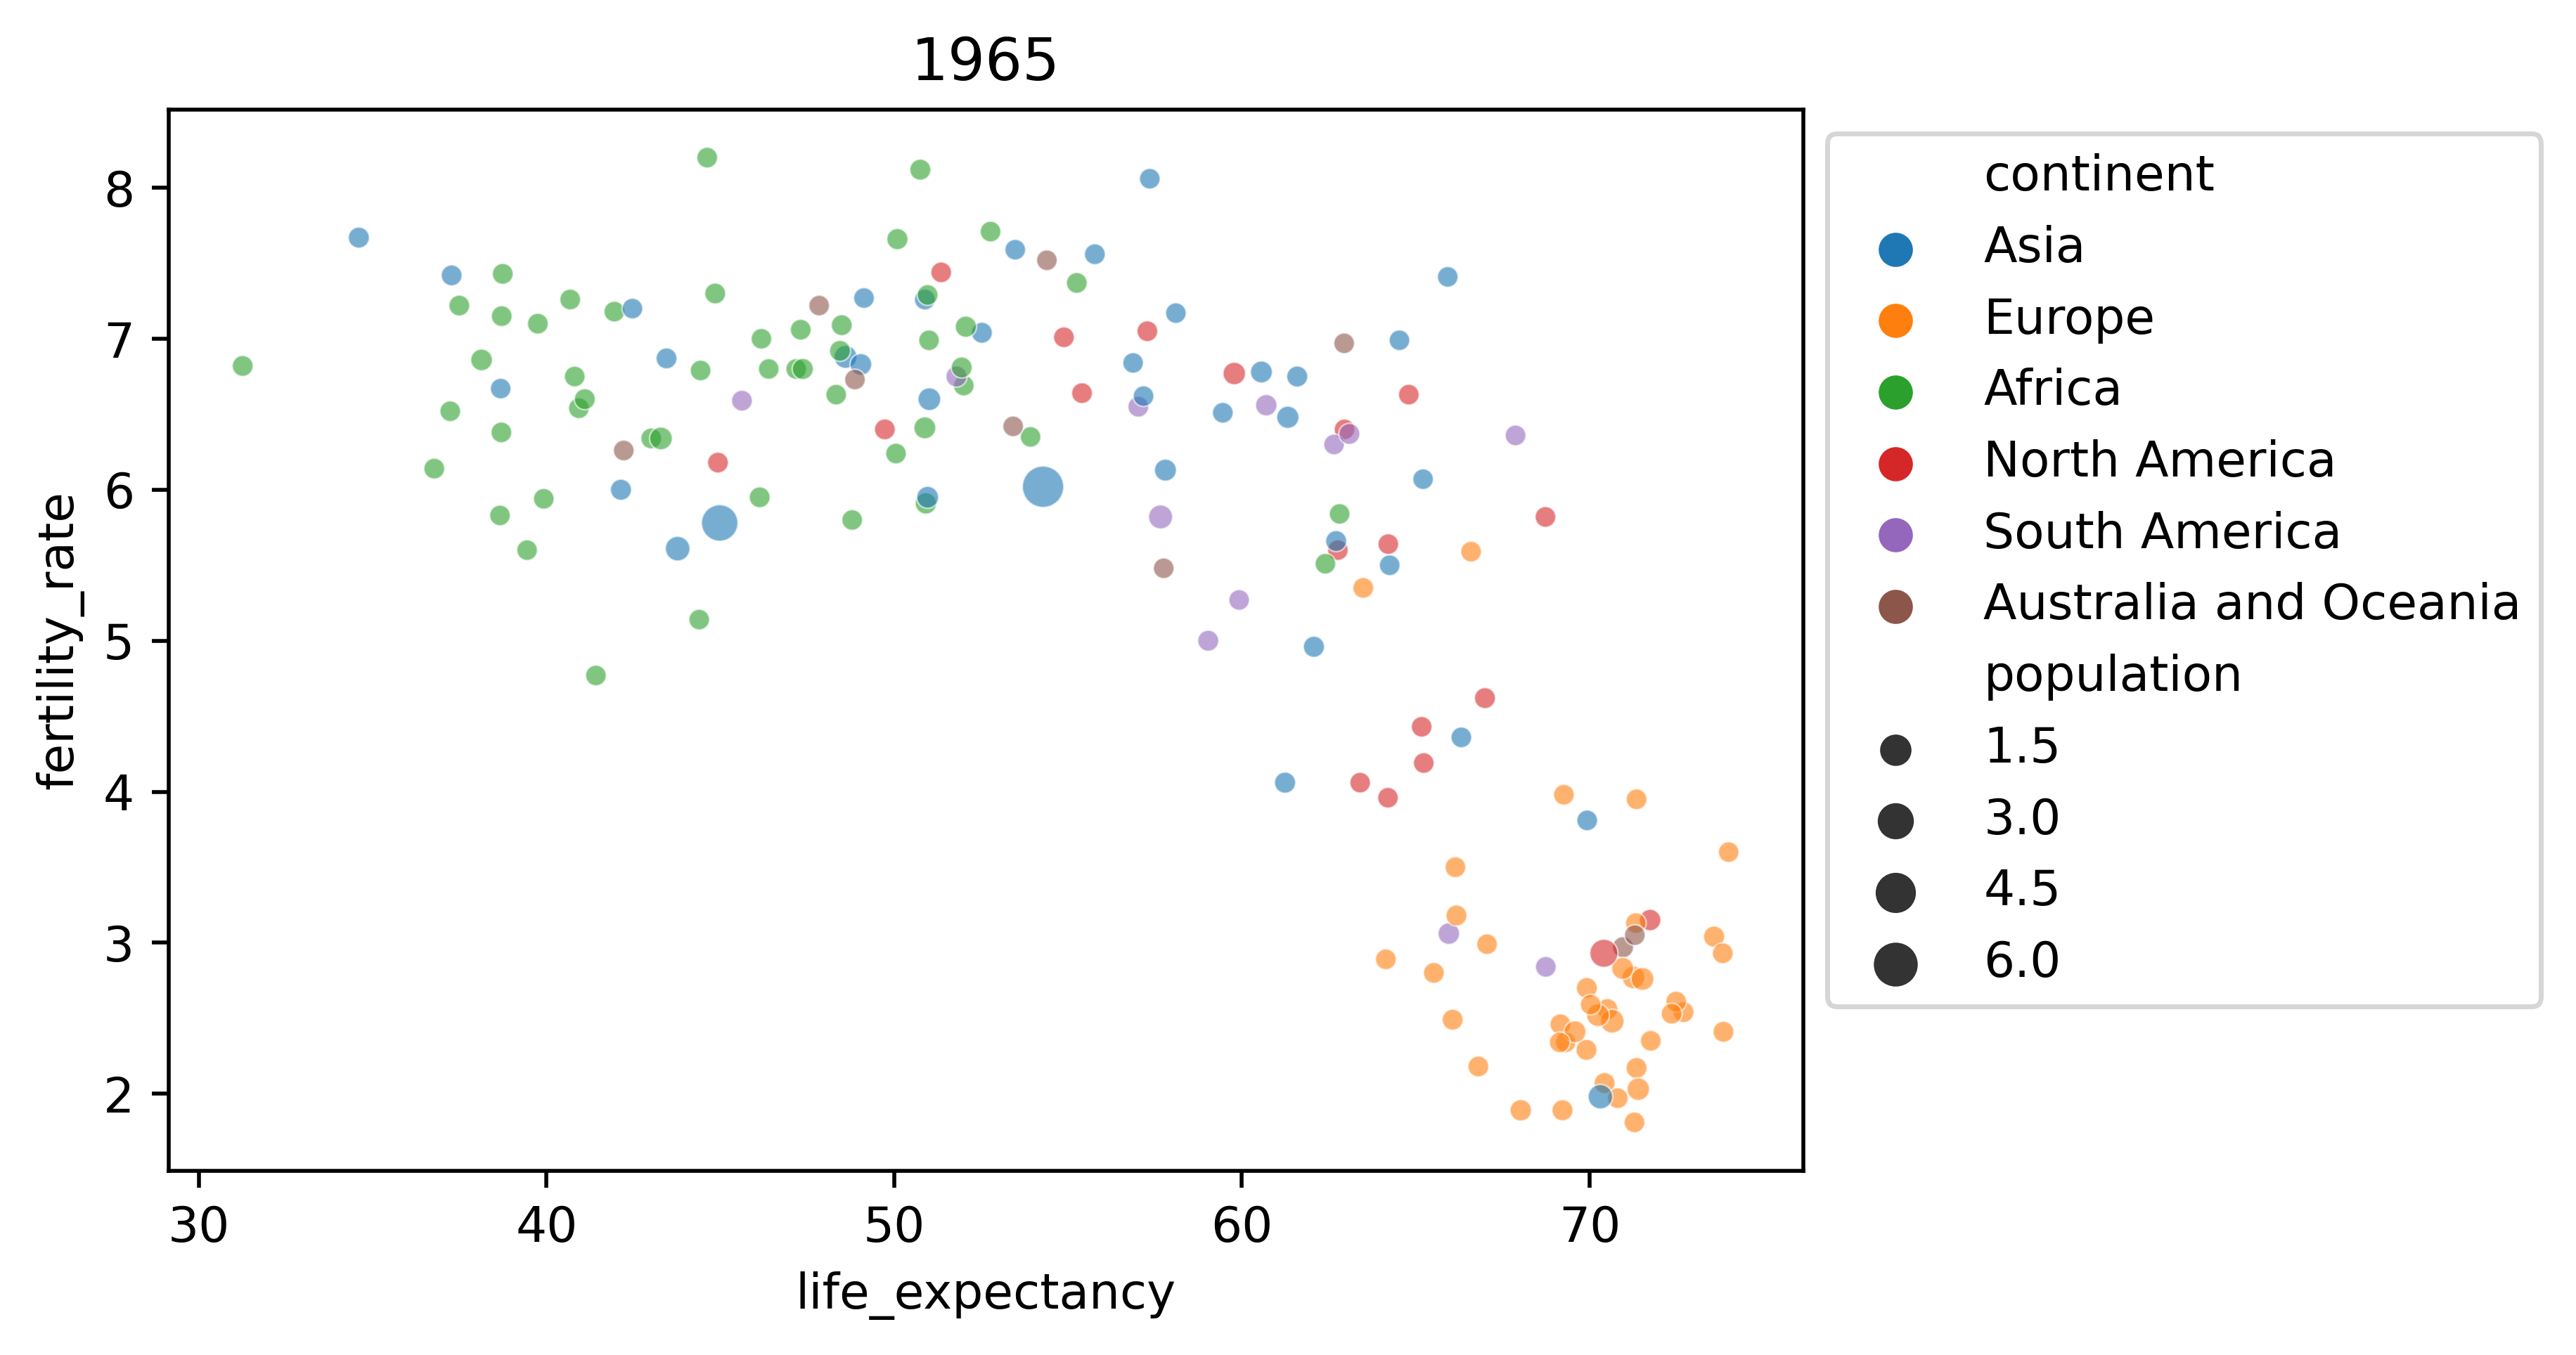 1965
fertility_rate
8
7
6
5
4
3
2
30 40 50 60 70
life_expectancy
continent
Asia
Europe
Africa
North America
South America
Australia and Oceania
population
1.5
3.0
4.5
6.0